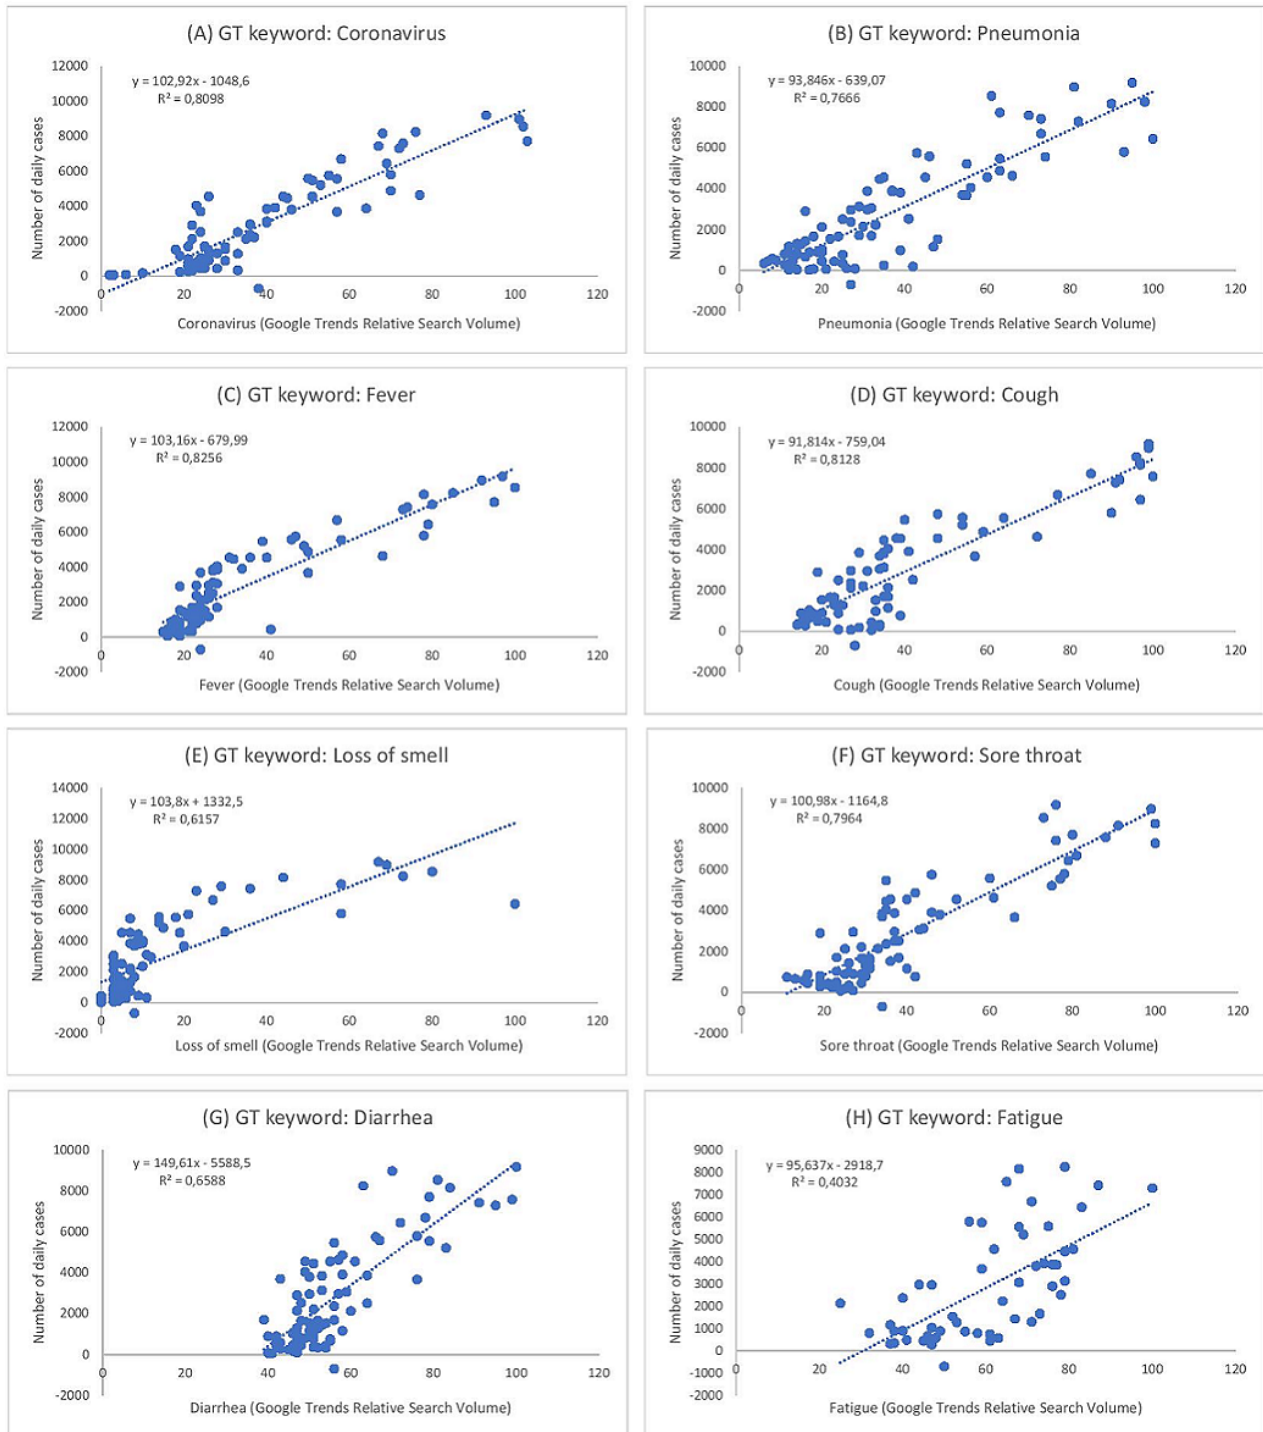 (A) GT keyword: Coronavirus
y = 102,92x - 1048,6
R² = 0,8098
Number of daily cases
12000
10000
8000
6000
4000
2000
0
-2000
0 20 40 60 80 100 120
Coronavirus (Google Trends Relative Search Volume)
(B) GT keyword: Pneumonia
y = 93,846x - 639,07
R² = 0,7666
Number of daily cases
10000
8000
6000
4000
2000
0
-2000
0 20 40 60 80 100 120
Pneumonia (Google Trends Relative Search Volume)
(C) GT keyword: Fever
y = 103,16x - 679,99
R² = 0,8256
Number of daily cases
12000
10000
8000
6000
4000
2000
0
-2000
0 20 40 60 80 100 120
Fever (Google Trends Relative Search Volume)
(D) GT keyword: Cough
y = 91,814x - 759,04
R² = 0,8128
Number of daily cases
10000
8000
6000
4000
2000
0
-2000
0 20 40 60 80 100 120
Cough (Google Trends Relative Search Volume)
(E) GT keyword: Loss of smell
y = 103,8x + 1332,5
R² = 0,6157
Number of daily cases
14000
12000
10000
8000
6000
4000
2000
0
-2000
0 20 40 60 80 100 120
Loss of smell (Google Trends Relative Search Volume)
(F) GT keyword: Sore throat
y = 100,98x - 1164,8
R² = 0,7964
Number of daily cases
10000
8000
6000
4000
2000
0
-2000
0 20 40 60 80 100 120
Sore throat (Google Trends Relative Search Volume)
(G) GT keyword: Diarrhea
y = 149,61x - 5588,5
R² = 0,6588
Number of daily cases
10000
8000
6000
4000
2000
0
-2000
0 20 40 60 80 100 120
Diarrhea (Google Trends Relative Search Volume)
(H) GT keyword: Fatigue
y = 95,637x - 2918,7
R² = 0,4032
Number of daily cases
9000
8000
7000
6000
5000
4000
3000
2000
1000
0
-1000
-2000
0 20 40 60 80 100 120
Fatigue (Google Trends Relative Search Volume)